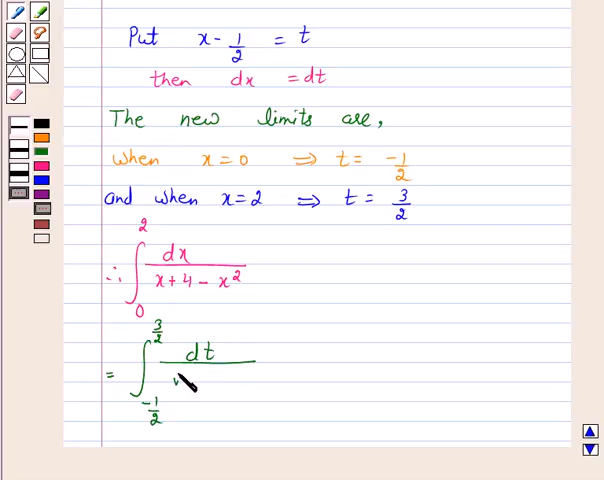 Put x - 1/2 = t
then dx = dt
The new limits are,
when x = 0 ⇒ t = -1/2
and when x = 2 ⇒ t = 3/2
∴ ∫₀² dx / (x + 4 - x²)
= ∫_{-1/2}^{3/2} dt /